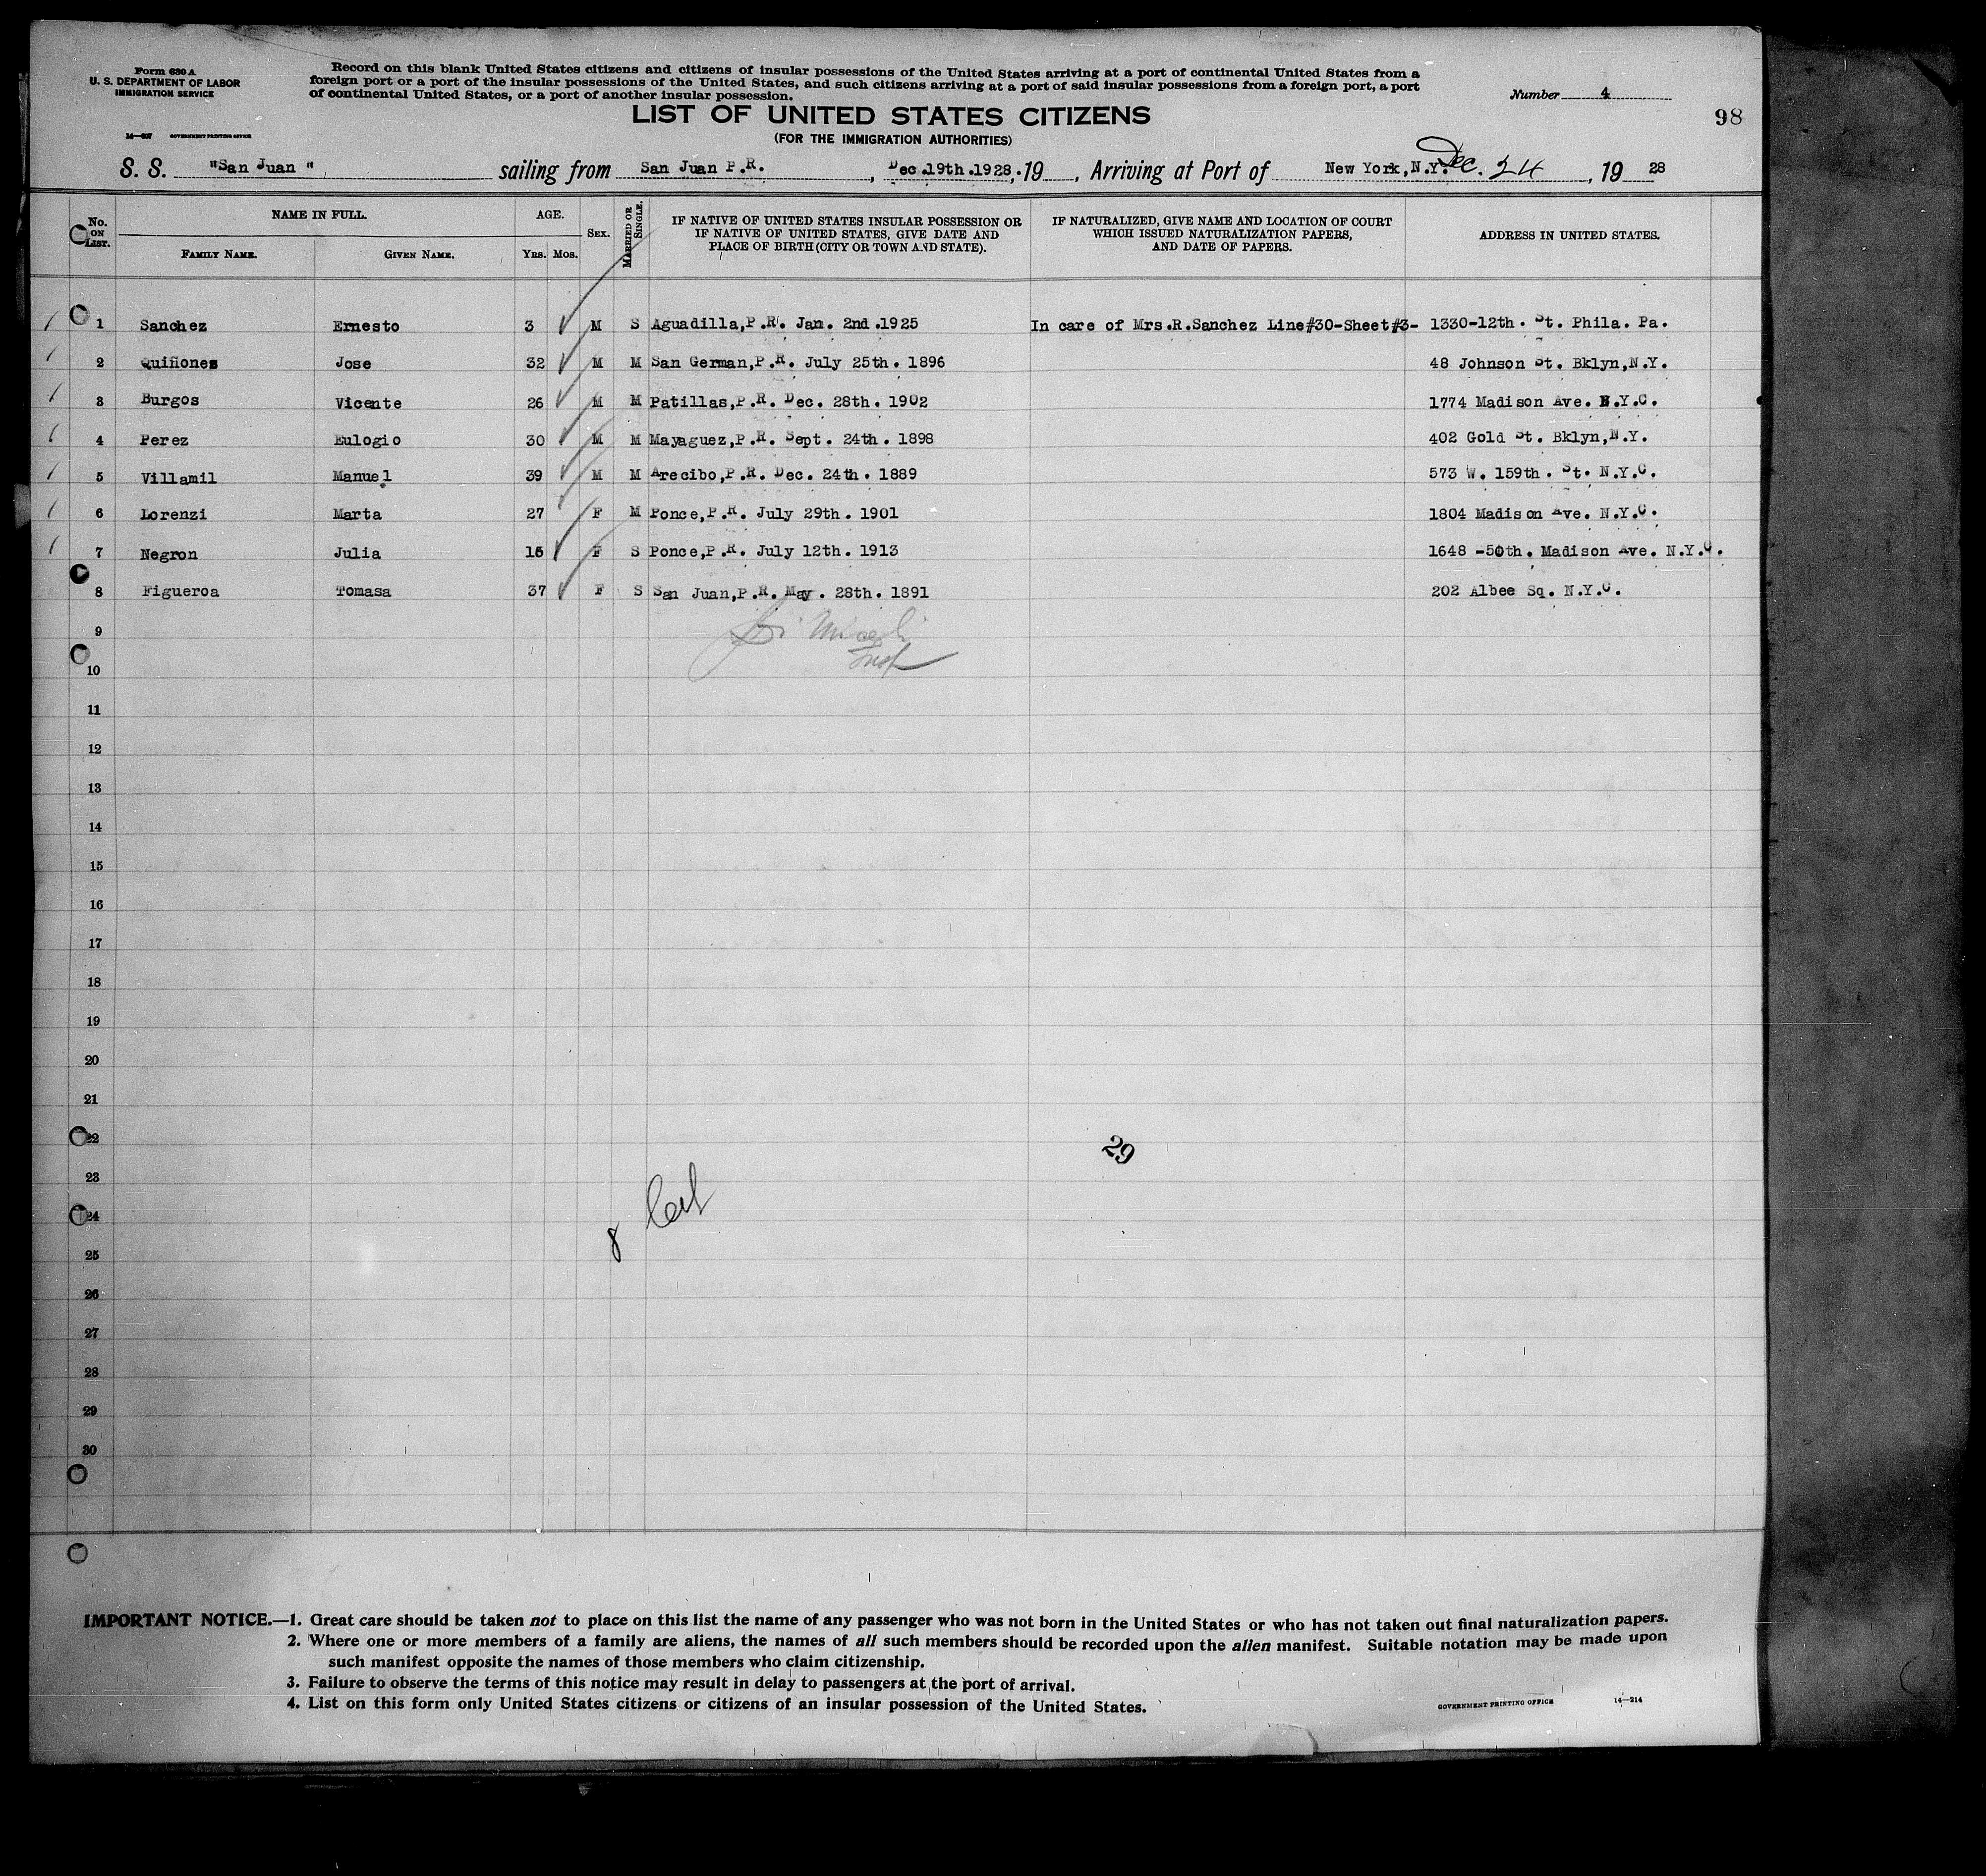 Form 630 A
U. S. DEPARTMENT OF LABOR
IMMIGRATION SERVICE
GOVERNMENT PRINTING OFFICE
Record on this blank United States citizens and citizens of insular possessions of the United States arriving at a port of continental United States from a
foreign port or a port of the insular possessions of the United States, and such citizens arriving at a port of said insular possessions from a foreign port, a port
of continental United States, or a port of another insular possession.
Number 4
98
LIST OF UNITED STATES CITIZENS
(FOR THE IMMIGRATION AUTHORITIES)
S. S. "San Juan" sailing from San Juan P.R. , Dec.19th.1928, 19 , Arriving at Port of New York, N.Y. Dec. 24 , 19 28
No. ON LIST. NAME IN FULL. AGE. SEX. MARRIED OR SINGLE. IF NATIVE OF UNITED STATES INSULAR POSSESSION OR IF NATIVE OF UNITED STATES, GIVE DATE AND PLACE OF BIRTH (CITY OR TOWN AND STATE). IF NATURALIZED, GIVE NAME AND LOCATION OF COURT WHICH ISSUED NATURALIZATION PAPERS, AND DATE OF PAPERS. ADDRESS IN UNITED STATES.
FAMILY NAME. GIVEN NAME. YRS. MOS.
1 Sanchez Ernesto 3 M S Aguadilla,P.R. Jan. 2nd.1925 In care of Mrs.R.Sanchez Line#30-Sheet#3- 1330-12th. St. Phila. Pa.
2 Quiñones Jose 32 M M San German,P.R. July 25th. 1896 48 Johnson St. Bklyn,N.Y.
3 Burgos Vicente 26 M M Patillas,P.R. Dec. 28th. 1902 1774 Madison Ave. N.Y.C.
4 Perez Eulogio 30 M M Mayaguez,P.R. Sept. 24th. 1898 402 Gold St. Bklyn,N.Y.
5 Villamil Manuel 39 M M Arecibo,P.R. Dec. 24th. 1889 573 W. 159th. St. N.Y.C.
6 Lorenzi Marta 27 F M Ponce,P.R. July 29th. 1901 1804 Madison Ave. N.Y.C.
7 Negron Julia 15 F S Ponce,P.R. July 12th. 1913 1648 -50th. Madison Ave. N.Y.C.
8 Figueroa Tomasa 37 F S San Juan,P.R. May. 28th. 1891 202 Albee Sq. N.Y.C.
9
Insp
10
11
12
13
14
15
16
17
18
19
20
21
22
29
23
24
8
25
26
27
28
29
30
IMPORTANT NOTICE.—1. Great care should be taken not to place on this list the name of any passenger who was not born in the United States or who has not taken out final naturalization papers.
2. Where one or more members of a family are aliens, the names of all such members should be recorded upon the alien manifest. Suitable notation may be made upon
such manifest opposite the names of those members who claim citizenship.
3. Failure to observe the terms of this notice may result in delay to passengers at the port of arrival.
4. List on this form only United States citizens or citizens of an insular possession of the United States.
GOVERNMENT PRINTING OFFICE 14—214